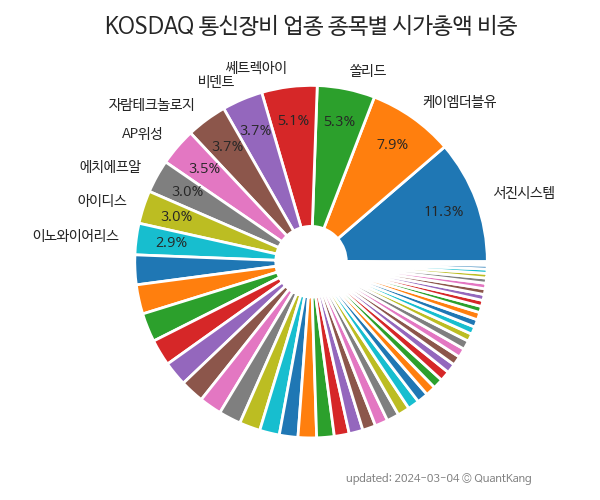 KOSDAQ 통신장비 업종 종목별 시가총액 비중
쎄트렉아이
쏠리드
비덴트
케이엠더블유
자람테크놀로지
AP위성
에치에프알
아이디스
이노와이어리스
서진시스템
5.1%
5.3%
3.7%
3.7%
7.9%
3.5%
3.0%
3.0%
11.3%
2.9%
updated: 2024-03-04 © QuantKang